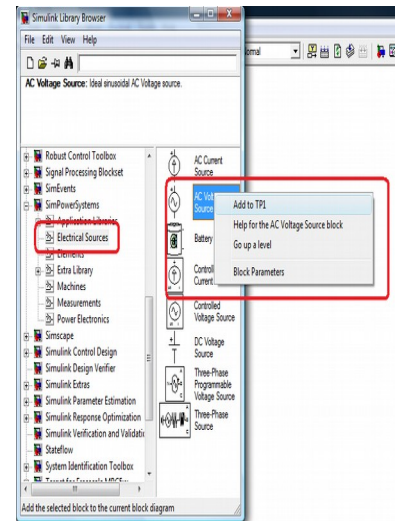 Simulink Library Browser
File Edit View Help
AC Voltage Source: Ideal sinusoidal AC Voltage source.
Robust Control Toolbox
Signal Processing Blockset
SimEvents
SimPowerSystems
Application Libraries
Electrical Sources
Elements
Extra Library
Machines
Measurements
Power Electronics
Simscape
Simulink Control Design
Simulink Design Verifier
Simulink Extras
Simulink Parameter Estimation
Simulink Response Optimization
Simulink Verification and Validatio
Stateflow
System Identification Toolbox
AC Current
Source
AC Volt
Source
Battery
Controll
Current
Controlled
Voltage Source
DC Voltage
Source
Three-Phase
Programmable
Voltage Source
Three-Phase
Source
Add to TP1
Help for the AC Voltage Source block
Go up a level
Block Parameters
ormal
Add the selected block to the current block diagram